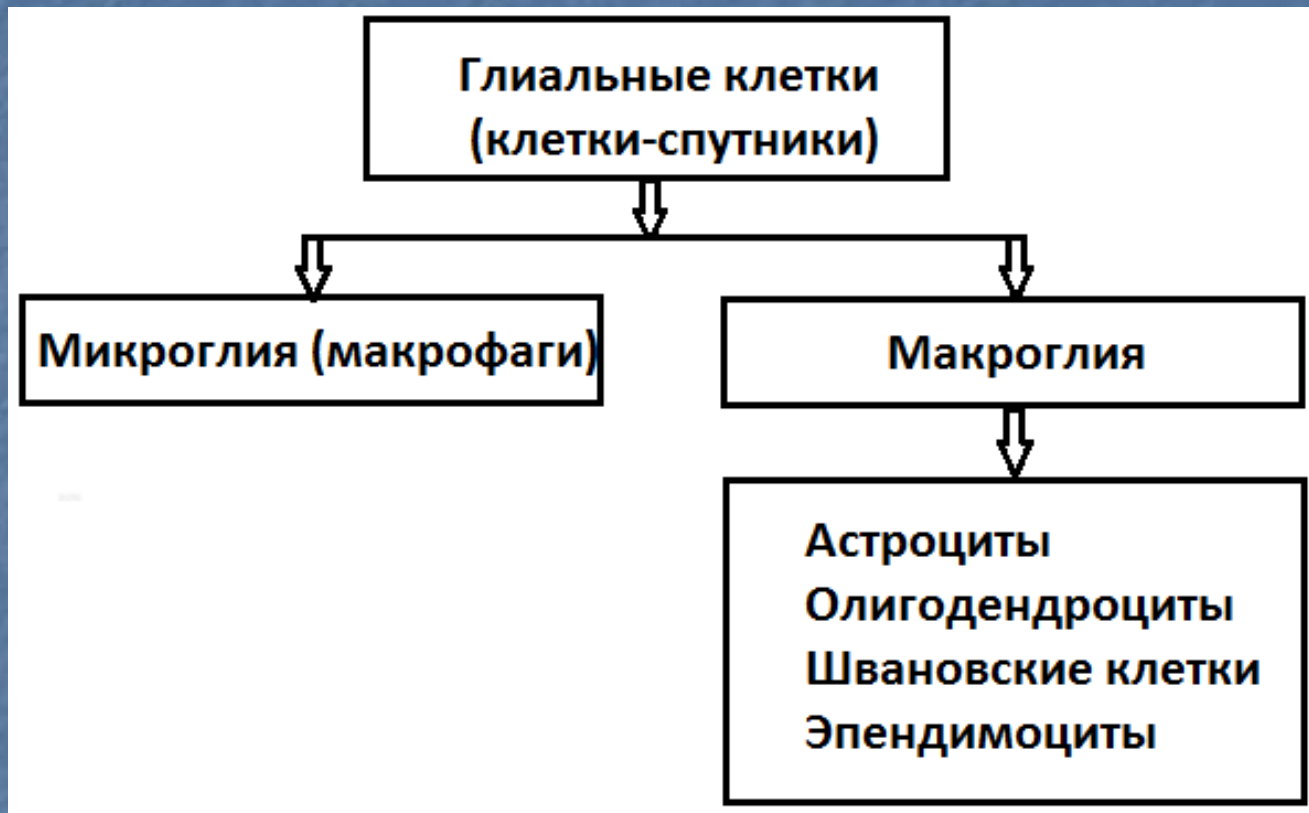 Глиальные клетки
(клетки-спутники)
Микроглия (макрофаги)
Макроглия
Астроциты
Олигодендроциты
Швановские клетки
Эпендимоциты